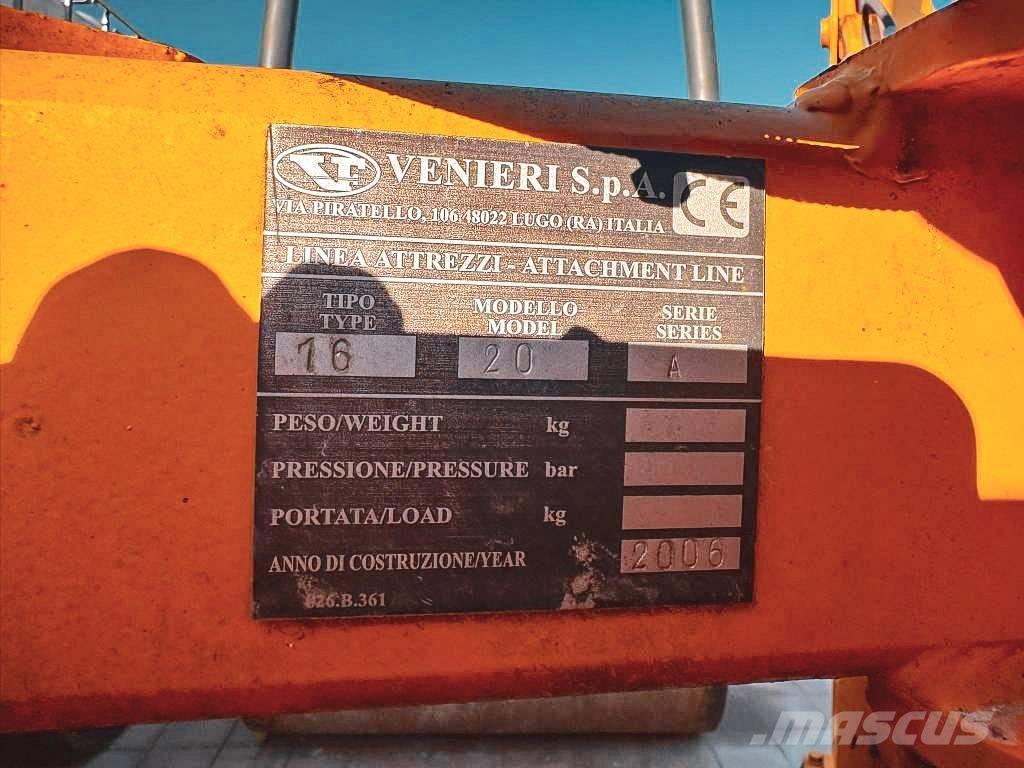 VF VENIERI S.p.A. CE
VIA PIRATELLO, 106 48022 LUGO (RA) ITALIA
LINEA ATTREZZI - ATTACHMENT LINE
TIPO MODELLO SERIE
TYPE MODEL SERIES
16 20 A
PESO/WEIGHT kg
PRESSIONE/PRESSURE bar
PORTATA/LOAD kg
ANNO DI COSTRUZIONE/YEAR 2006
826.B.361
MASCUS